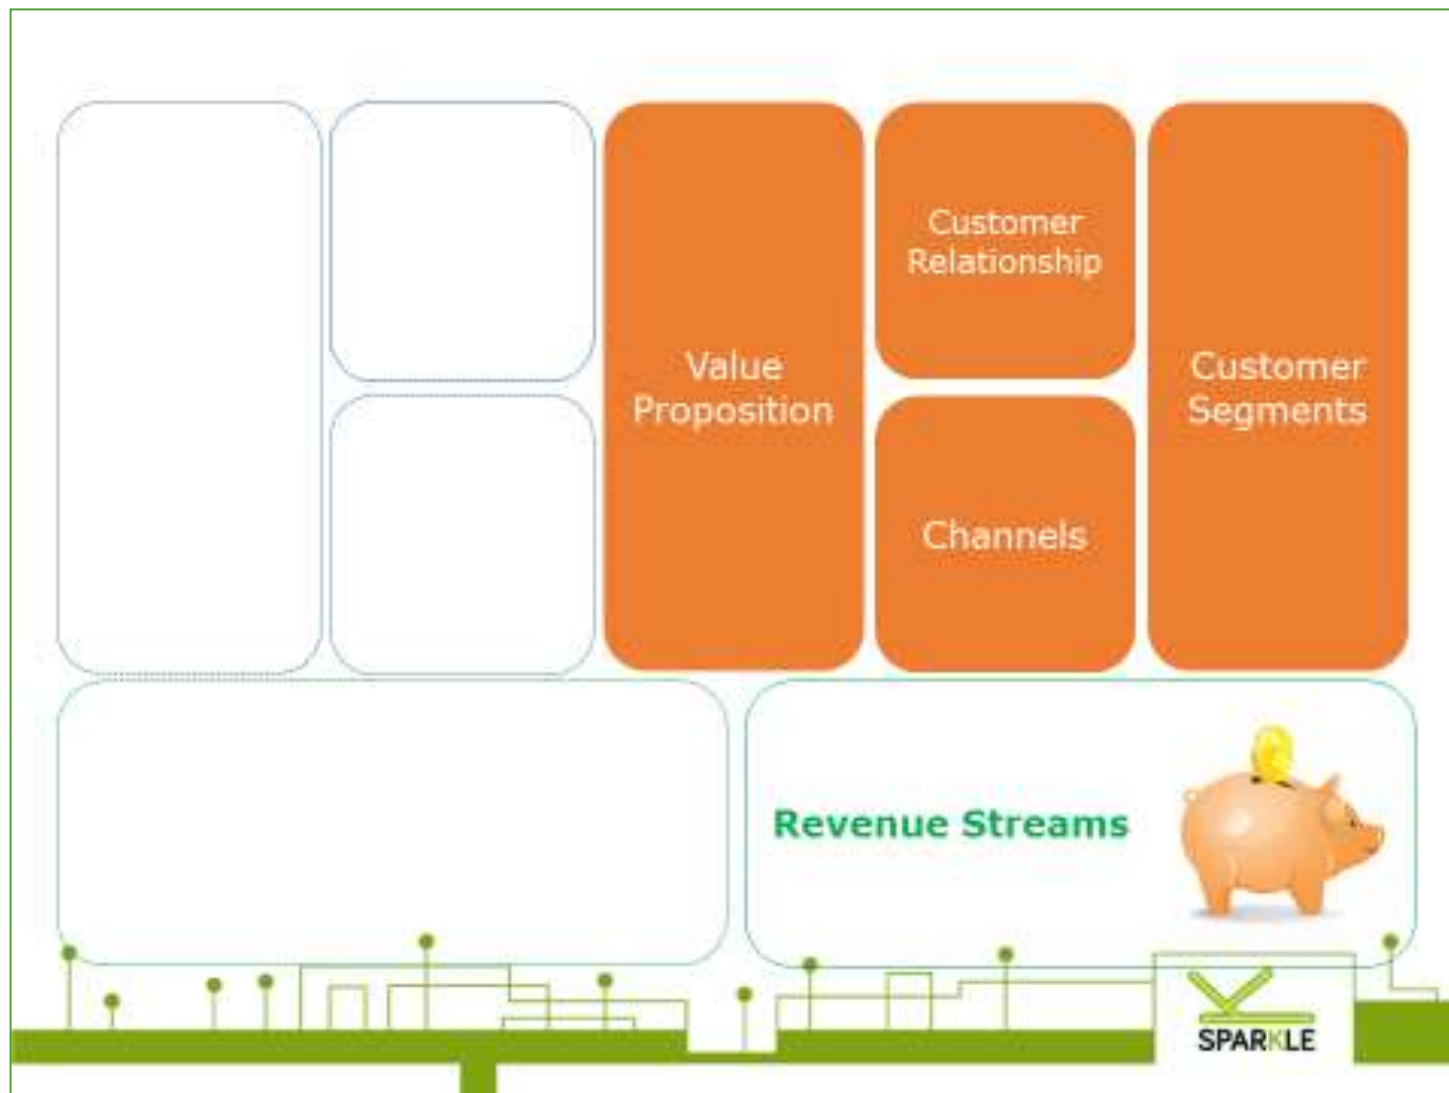 Customer
Relationship
Value
Proposition
Customer
Segments
Channels
Revenue Streams
SPARKLE